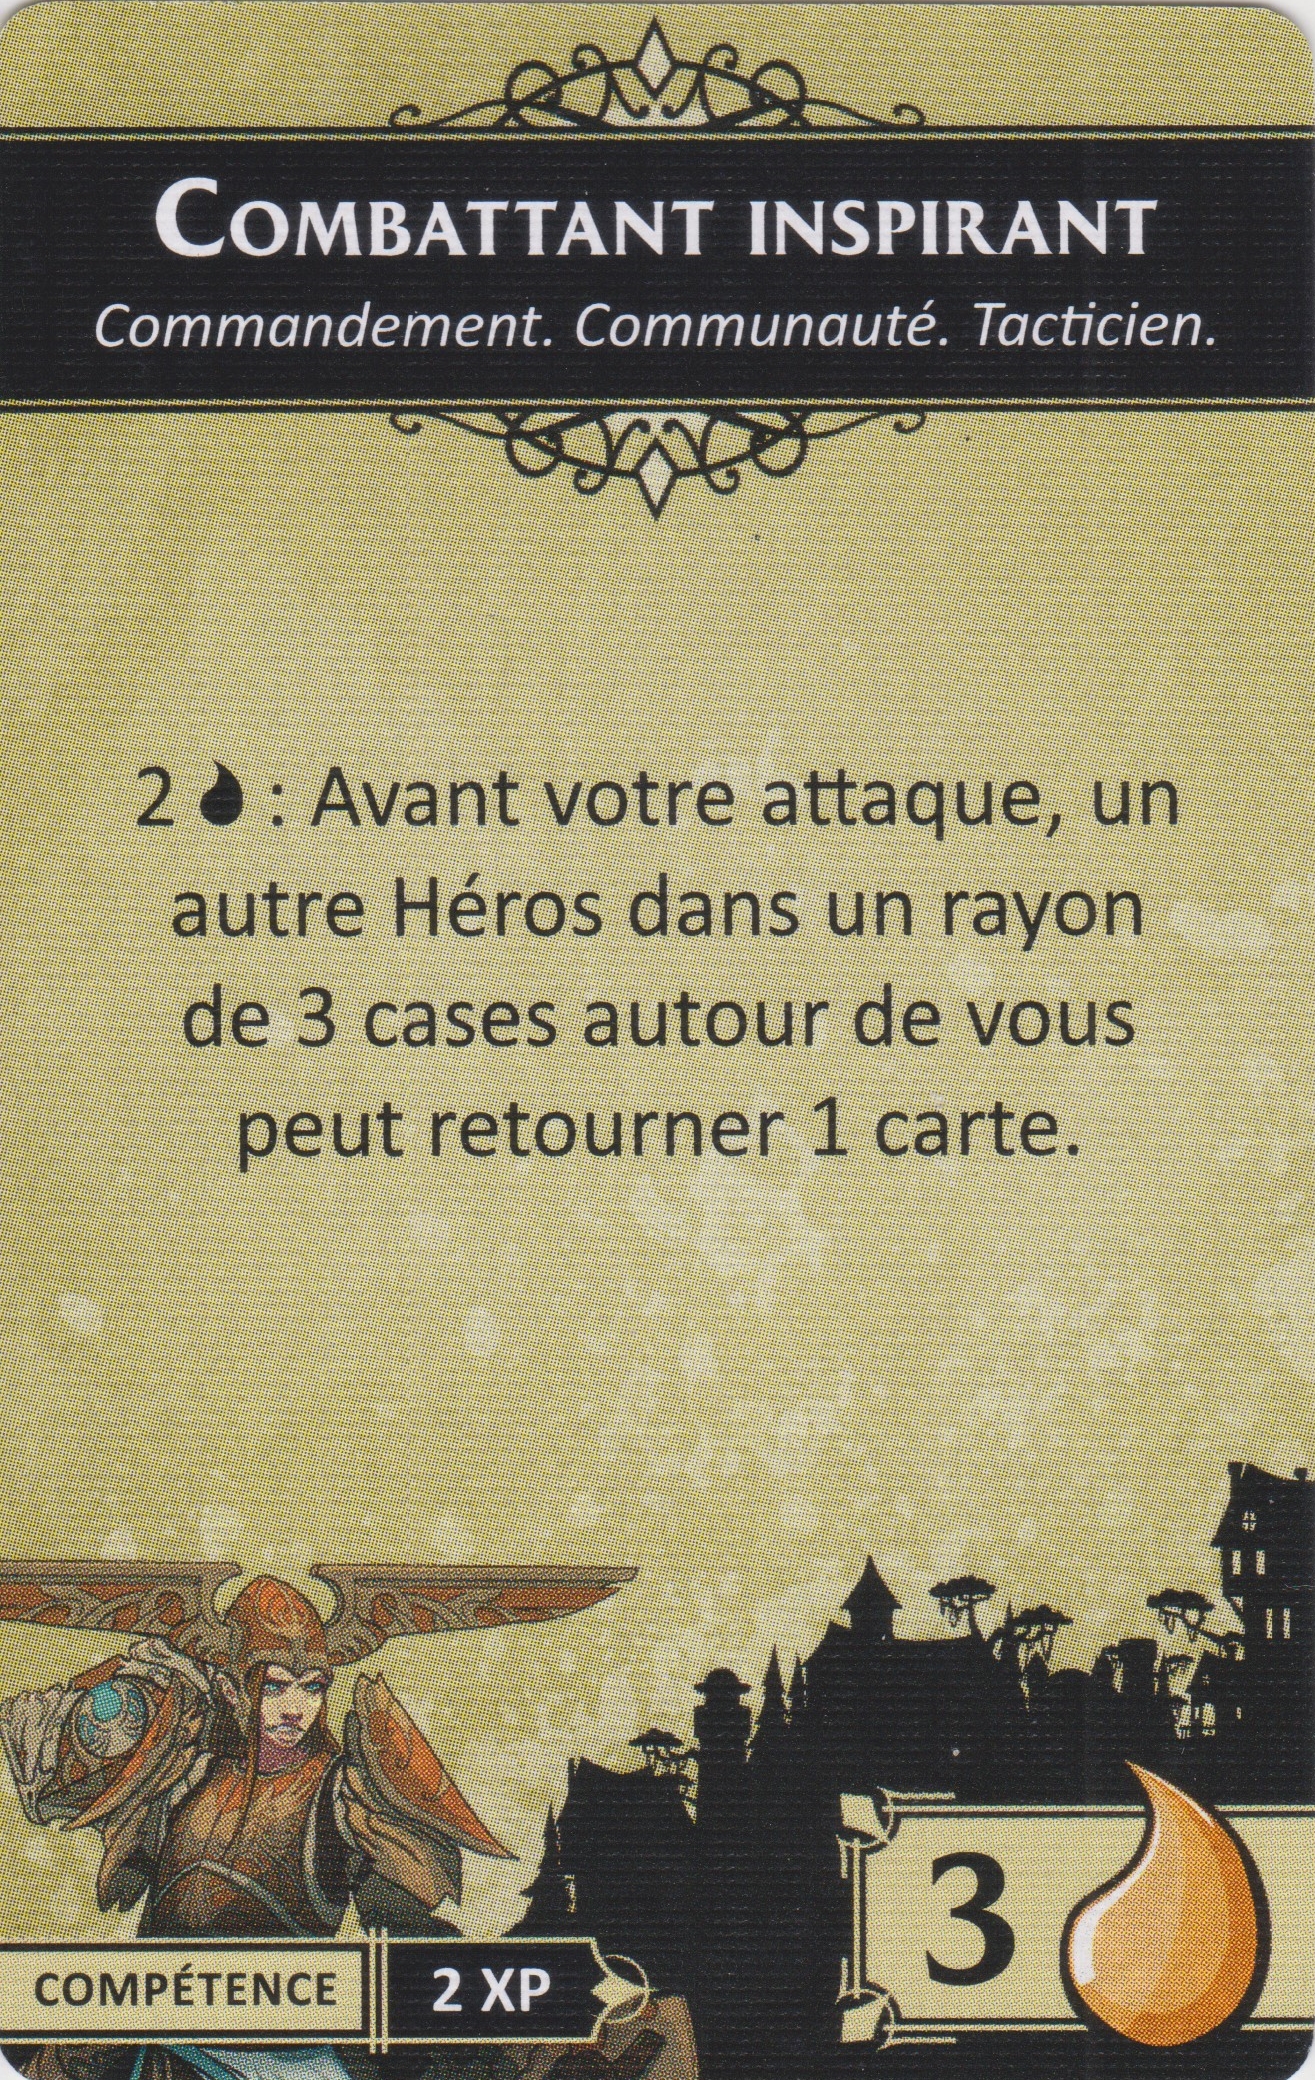 Combattant inspirant
Commandement. Communauté. Tacticien.
2 : Avant votre attaque, un
autre Héros dans un rayon
de 3 cases autour de vous
peut retourner 1 carte.
COMPÉTENCE
2 XP
3